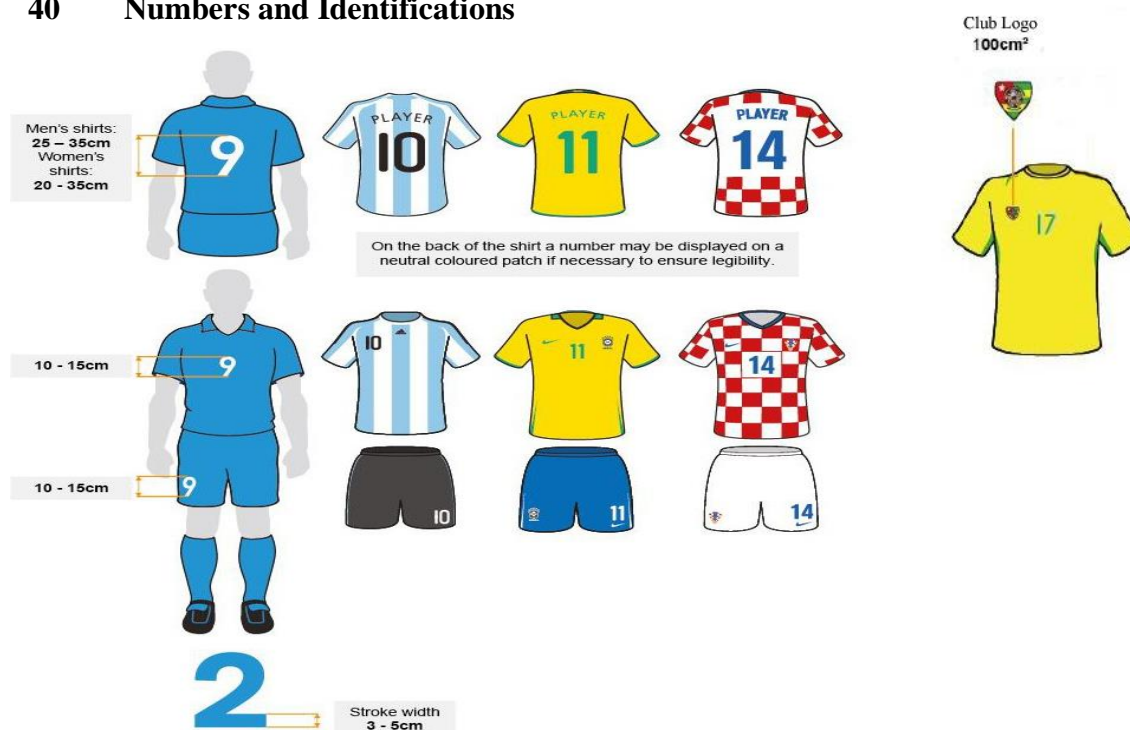 40 Numbers and Identifications
Club Logo
100cm²
Men's shirts:
25 – 35cm
Women's
shirts:
20 - 35cm
9
PLAYER
10
PLAYER
11
PLAYER
14
17
On the back of the shirt a number may be displayed on a
neutral coloured patch if necessary to ensure legibility.
10 - 15cm
9
10
11
14
10 - 15cm
9
10
11
14
2
Stroke width
3 - 5cm